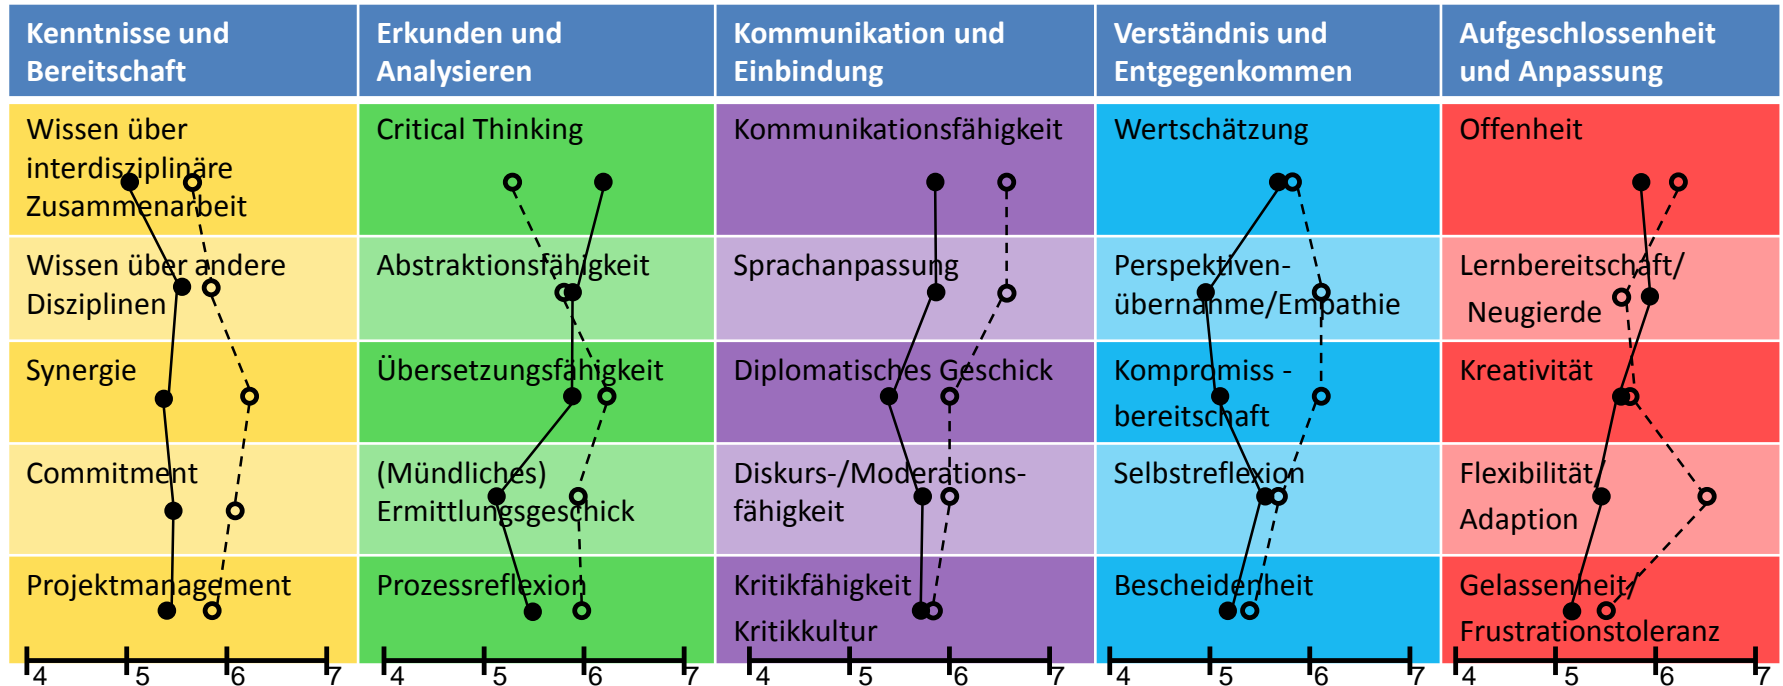 Kenntnisse und
Bereitschaft
Erkunden und
Analysieren
Kommunikation und
Einbindung
Verständnis und
Entgegenkommen
Aufgeschlossenheit
und Anpassung
Wissen über
interdisziplinäre
Zusammenarbeit
Critical Thinking
Kommunikationsfähigkeit
Wertschätzung
Offenheit
Wissen über andere
Disziplinen
Abstraktionsfähigkeit
Sprachanpassung
Perspektiven-
übernahme/Empathie
Lernbereitschaft/
Neugierde
Synergie
Übersetzungsfähigkeit
Diplomatisches Geschick
Kompromiss -
bereitschaft
Kreativität
Commitment
(Mündliches)
Ermittlungsgeschick
Diskurs-/Moderations-
fähigkeit
Selbstreflexion
Flexibilität/
Adaption
Projektmanagement
Prozessreflexion
Kritikfähigkeit
Kritikkultur
Bescheidenheit
Gelassenheit/
Frustrationstoleranz
4 5 6 7
4 5 6 7
4 5 6 7
4 5 6 7
4 5 6 7